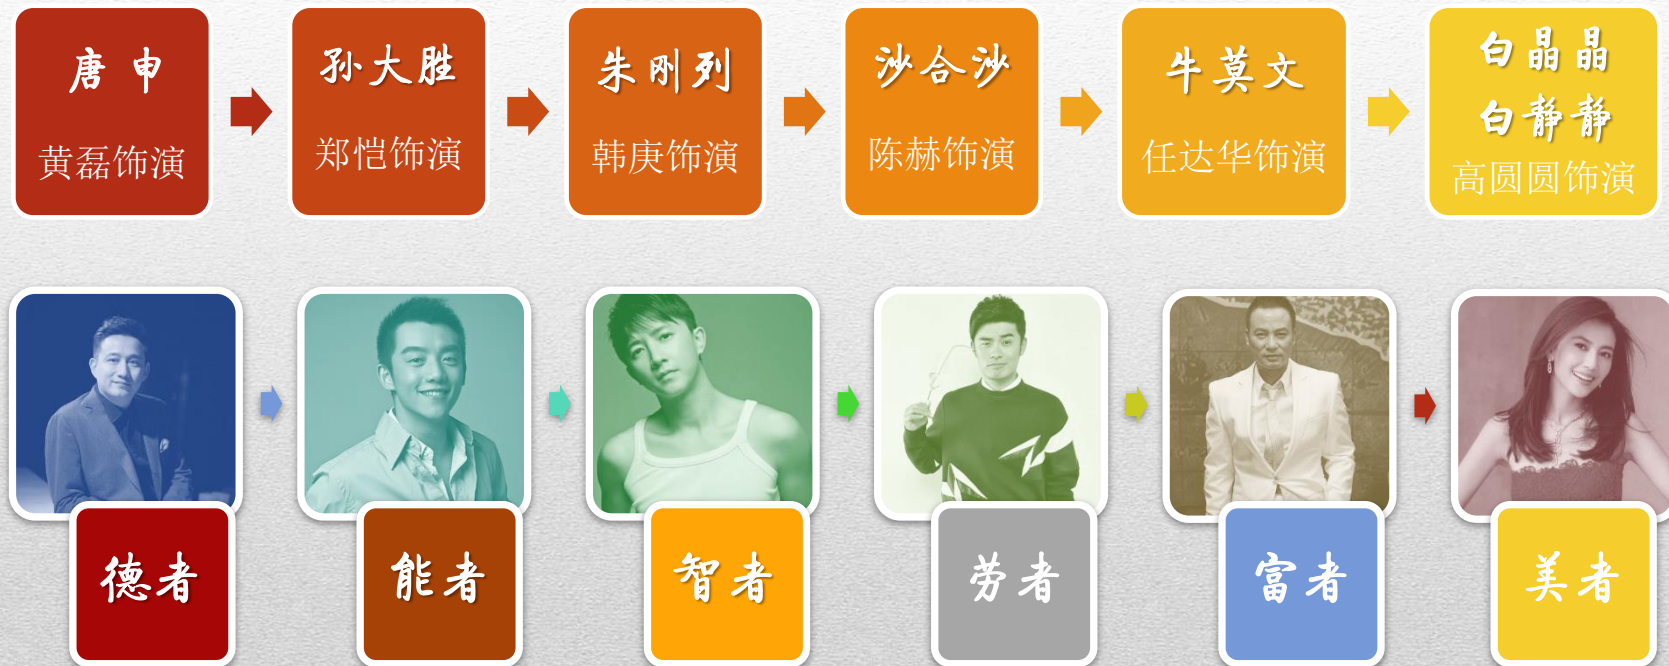 唐申
黄磊饰演
孙大胜
郑恺饰演
朱刚列
韩庚饰演
沙合沙
陈赫饰演
牛莫文
任达华饰演
白晶晶
白静静
高圆圆饰演
德者
能者
智者
劳者
富者
美者